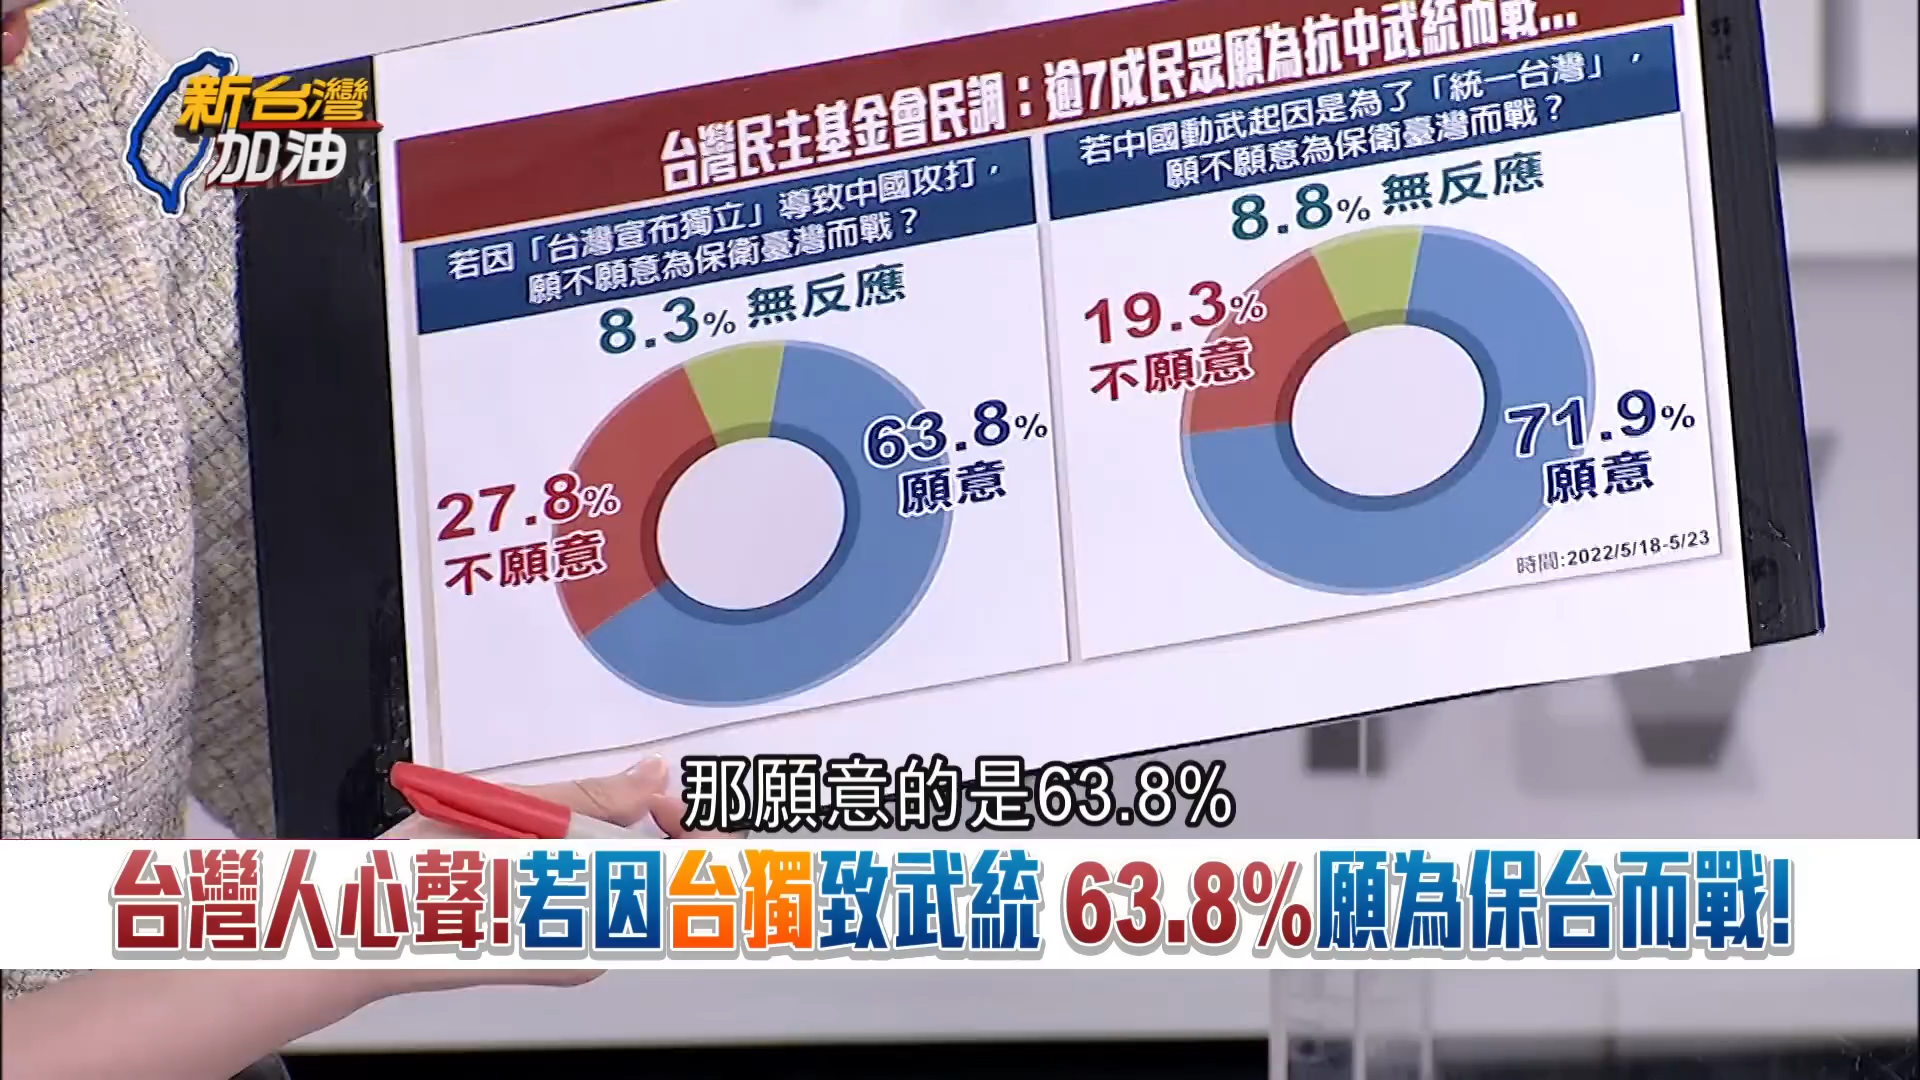 新台灣
加油
台灣民主基金會民調：逾7成民眾願為抗中武統而戰...
若因「台灣宣布獨立」導致中國攻打，
願不願意為保衛臺灣而戰？
8.3% 無反應
27.8%
不願意
63.8%
願意
若中國動武起因是為了「統一台灣」，
願不願意為保衛臺灣而戰？
8.8% 無反應
19.3%
不願意
71.9%
願意
時間:2022/5/18-5/23
那願意的是63.8%
台灣人心聲!若因台獨致武統 63.8%願為保台而戰!